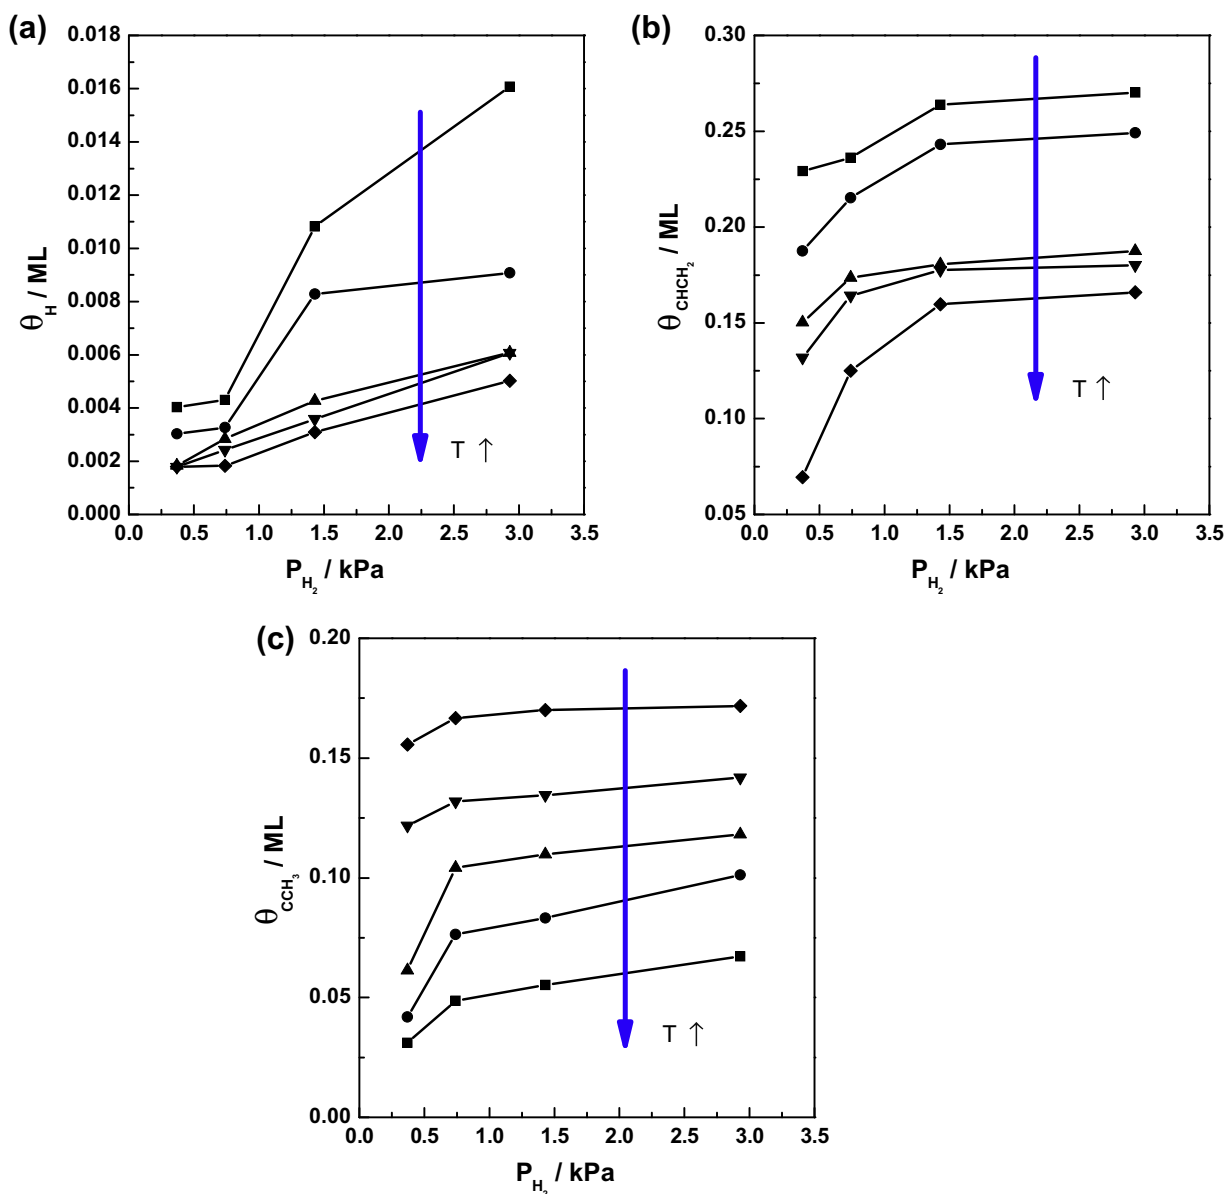 (a)
0.018
0.016
0.014
0.012
0.010
0.008
0.006
0.004
0.002
0.000
θH / ML
T ↑
0.0 0.5 1.0 1.5 2.0 2.5 3.0 3.5
PH2 / kPa
(b)
0.30
0.25
0.20
0.15
0.10
0.05
θCHCH2 / ML
T ↑
0.0 0.5 1.0 1.5 2.0 2.5 3.0 3.5
PH2 / kPa
(c)
0.20
0.15
0.10
0.05
0.00
θCCH3 / ML
T ↑
0.0 0.5 1.0 1.5 2.0 2.5 3.0 3.5
PH2 / kPa